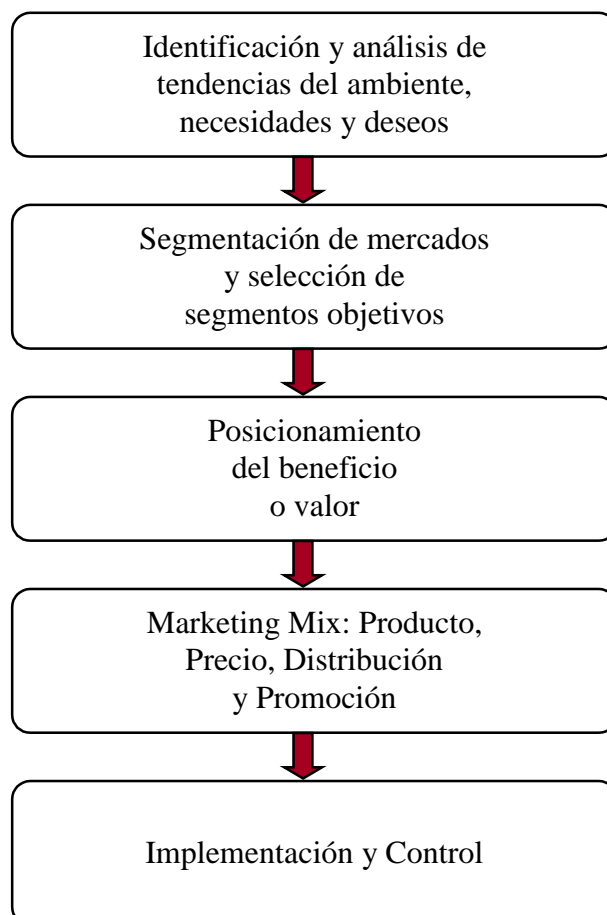 Identificación y análisis de
tendencias del ambiente,
necesidades y deseos
Segmentación de mercados
y selección de
segmentos objetivos
Posicionamiento
del beneficio
o valor
Marketing Mix: Producto,
Precio, Distribución
y Promoción
Implementación y Control